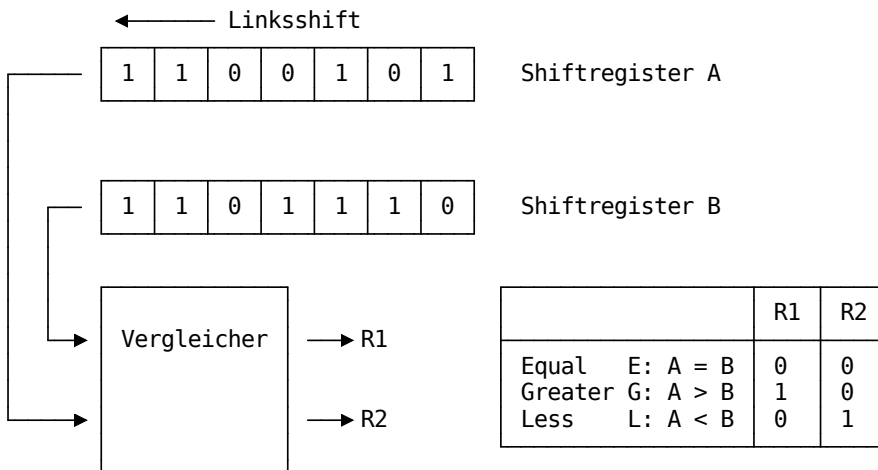 Linksshift
1 1 0 0 1 0 1 Shiftregister A
1 1 0 1 1 1 0 Shiftregister B
R1 R2
Vergleicher R1
Equal E: A = B 0 0
Greater G: A > B 1 0
R2 Less L: A < B 0 1